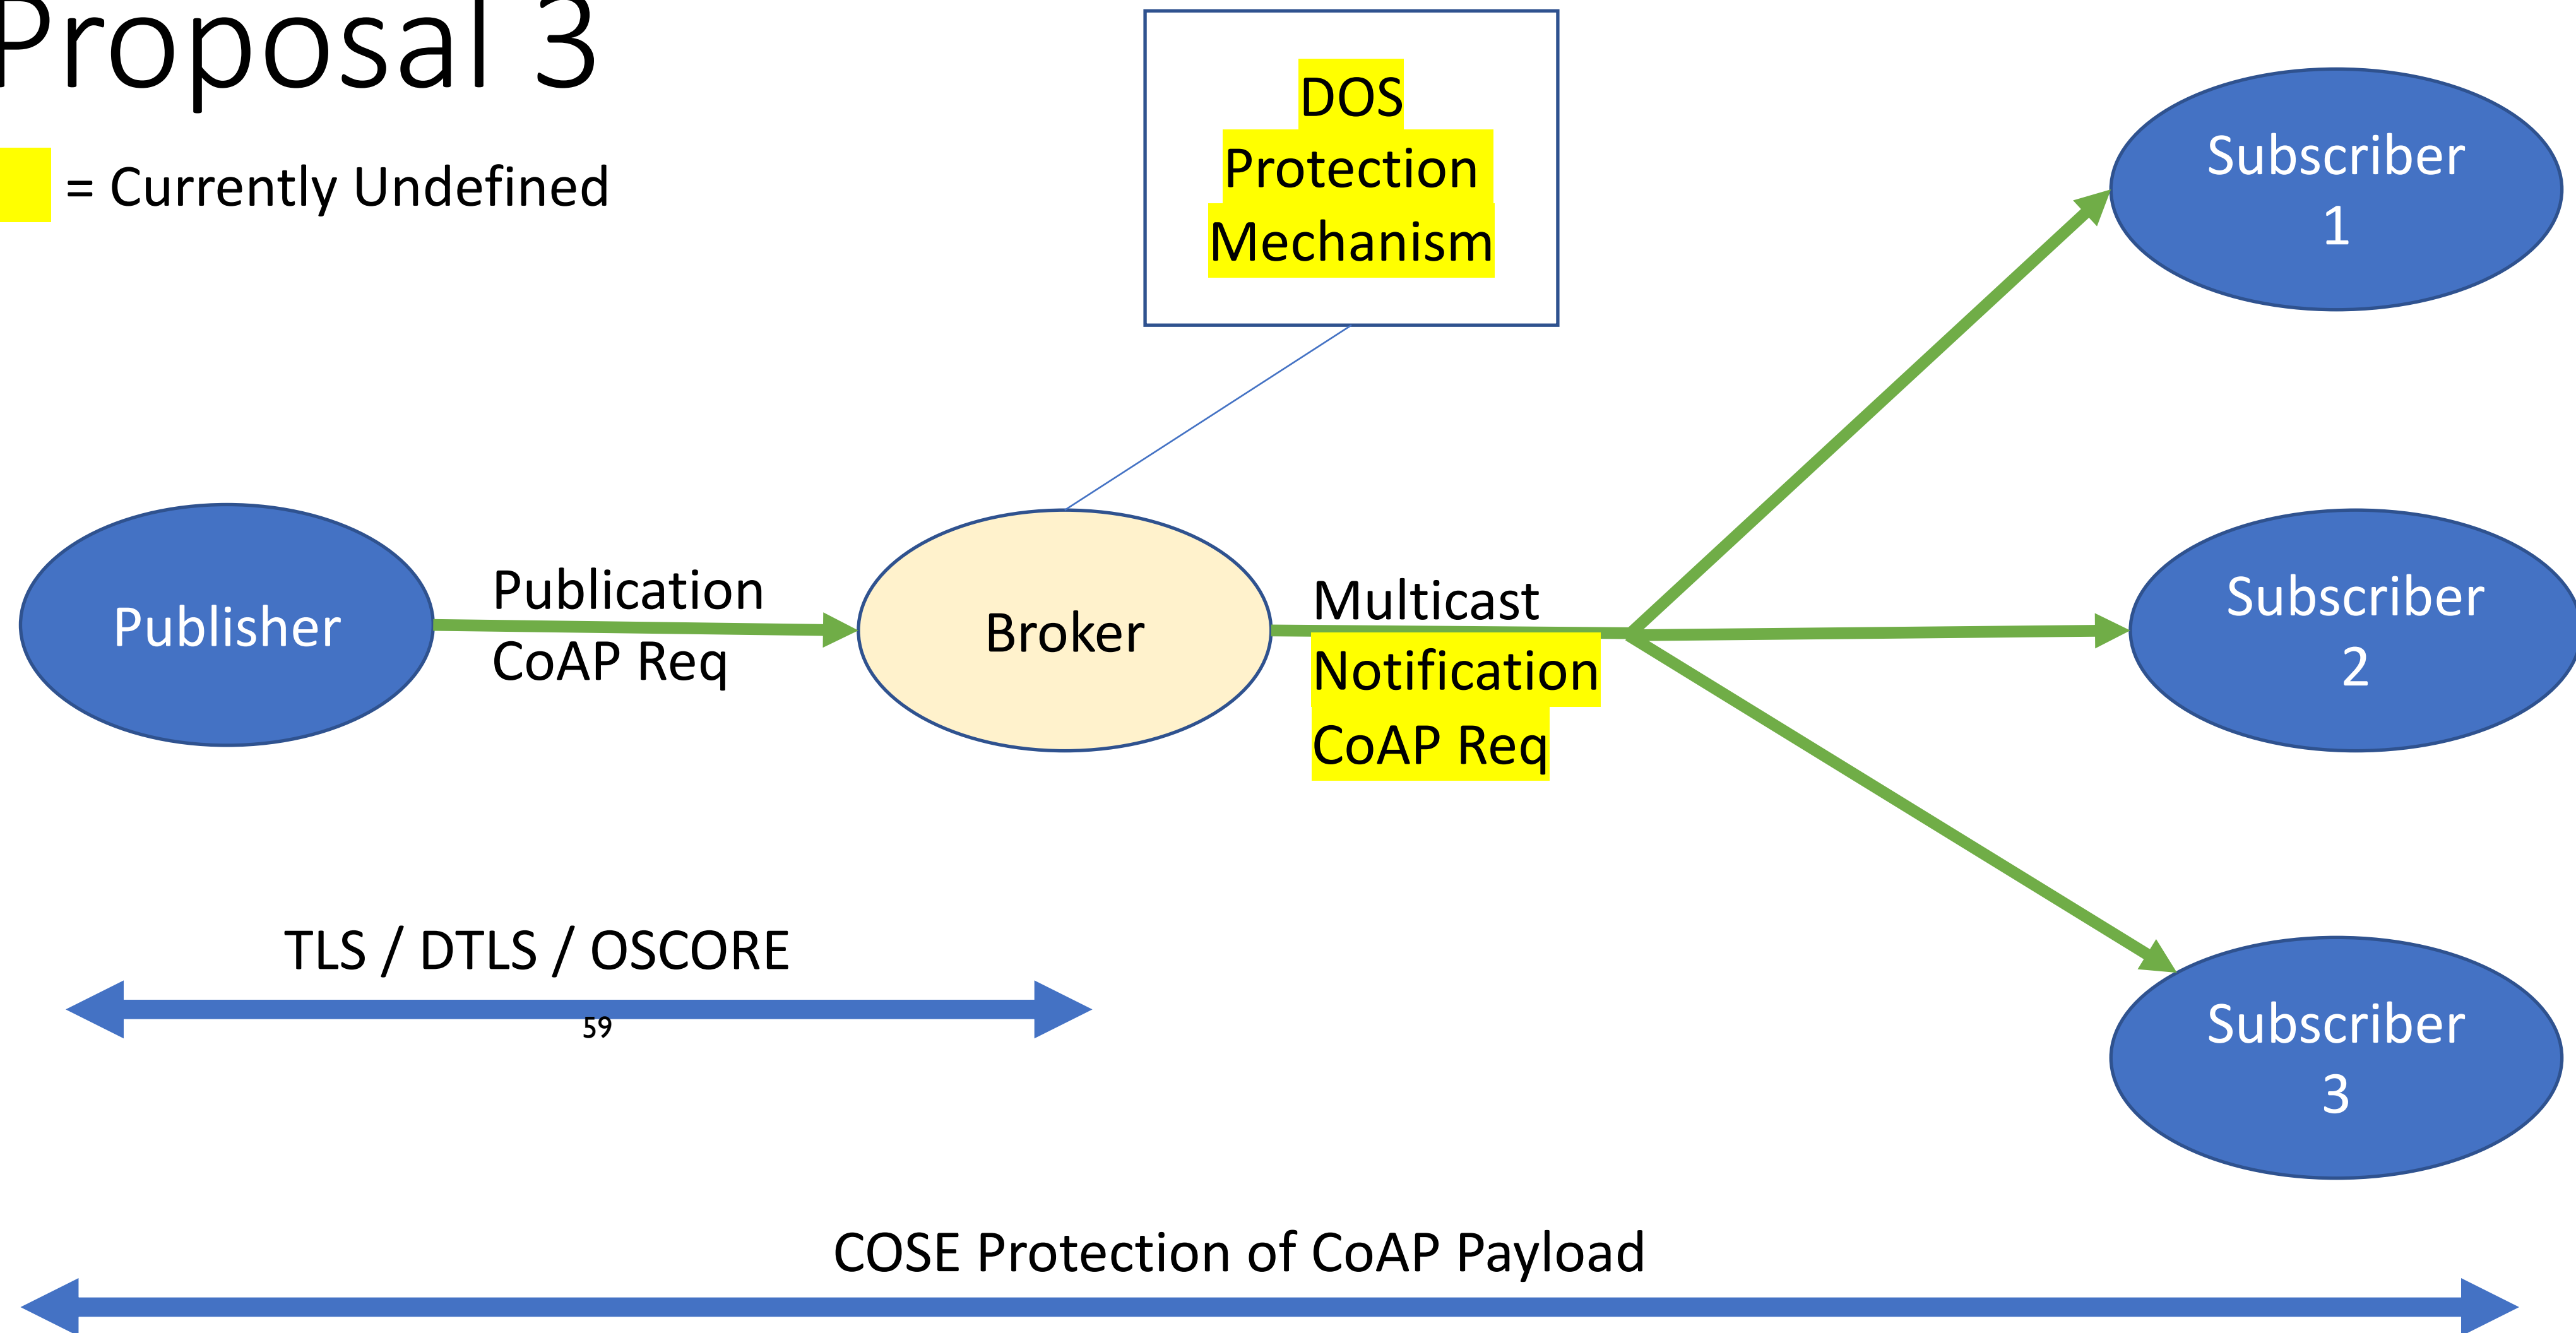 Proposal 3
= Currently Undefined
DOS
Protection
Mechanism
Subscriber
1
Publisher
Publication
CoAP Req
Broker
Multicast
Notification
CoAP Req
Subscriber
2
TLS / DTLS / OSCORE
59
Subscriber
3
COSE Protection of CoAP Payload